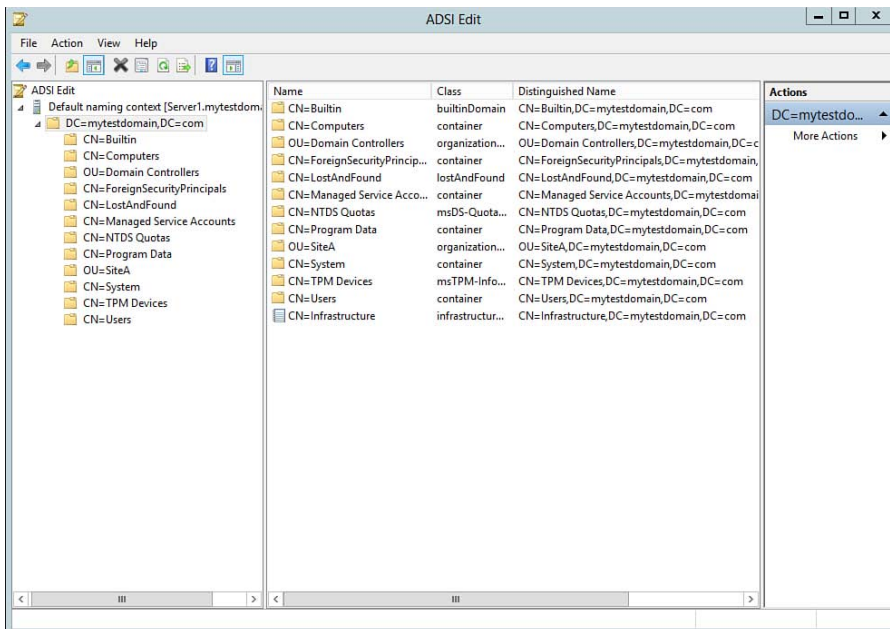 ADSI Edit
File Action View Help
ADSI Edit
Default naming context [Server1.mytestdom
DC=mytestdomain,DC=com
CN=Builtin
CN=Computers
OU=Domain Controllers
CN=ForeignSecurityPrincipals
CN=LostAndFound
CN=Managed Service Accounts
CN=NTDS Quotas
CN=Program Data
OU=SiteA
CN=System
CN=TPM Devices
CN=Users
Name Class Distinguished Name
CN=Builtin builtinDomain CN=Builtin,DC=mytestdomain,DC=com
CN=Computers container CN=Computers,DC=mytestdomain,DC=com
OU=Domain Controllers organization... OU=Domain Controllers,DC=mytestdomain,DC=c
CN=ForeignSecurityPrincip... container CN=ForeignSecurityPrincipals,DC=mytestdomain,
CN=LostAndFound lostAndFound CN=LostAndFound,DC=mytestdomain,DC=com
CN=Managed Service Acco... container CN=Managed Service Accounts,DC=mytestdomai
CN=NTDS Quotas msDS-Quota... CN=NTDS Quotas,DC=mytestdomain,DC=com
CN=Program Data container CN=Program Data,DC=mytestdomain,DC=com
OU=SiteA organization... OU=SiteA,DC=mytestdomain,DC=com
CN=System container CN=System,DC=mytestdomain,DC=com
CN=TPM Devices msTPM-Info... CN=TPM Devices,DC=mytestdomain,DC=com
CN=Users container CN=Users,DC=mytestdomain,DC=com
CN=Infrastructure infrastructur... CN=Infrastructure,DC=mytestdomain,DC=com
Actions
DC=mytestdo...
More Actions